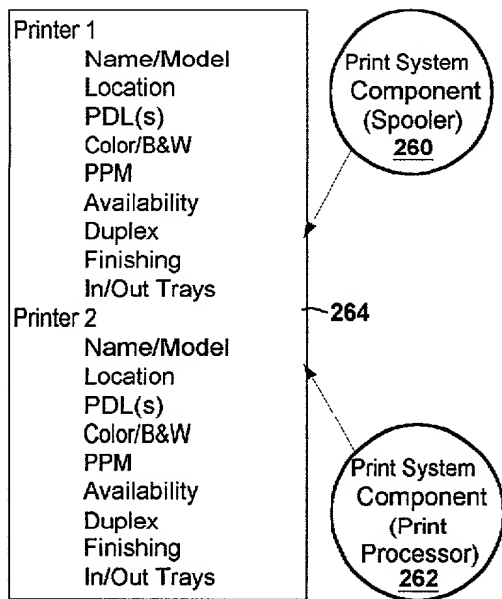 Printer 1
Name/Model
Location
PDL(s)
Color/B&W
PPM
Availability
Duplex
Finishing
In/Out Trays
Printer 2
Name/Model
Location
PDL(s)
Color/B&W
PPM
Availability
Duplex
Finishing
In/Out Trays
Print System
Component
(Spooler)
260
264
Print System
Component
(Print
Processor)
262